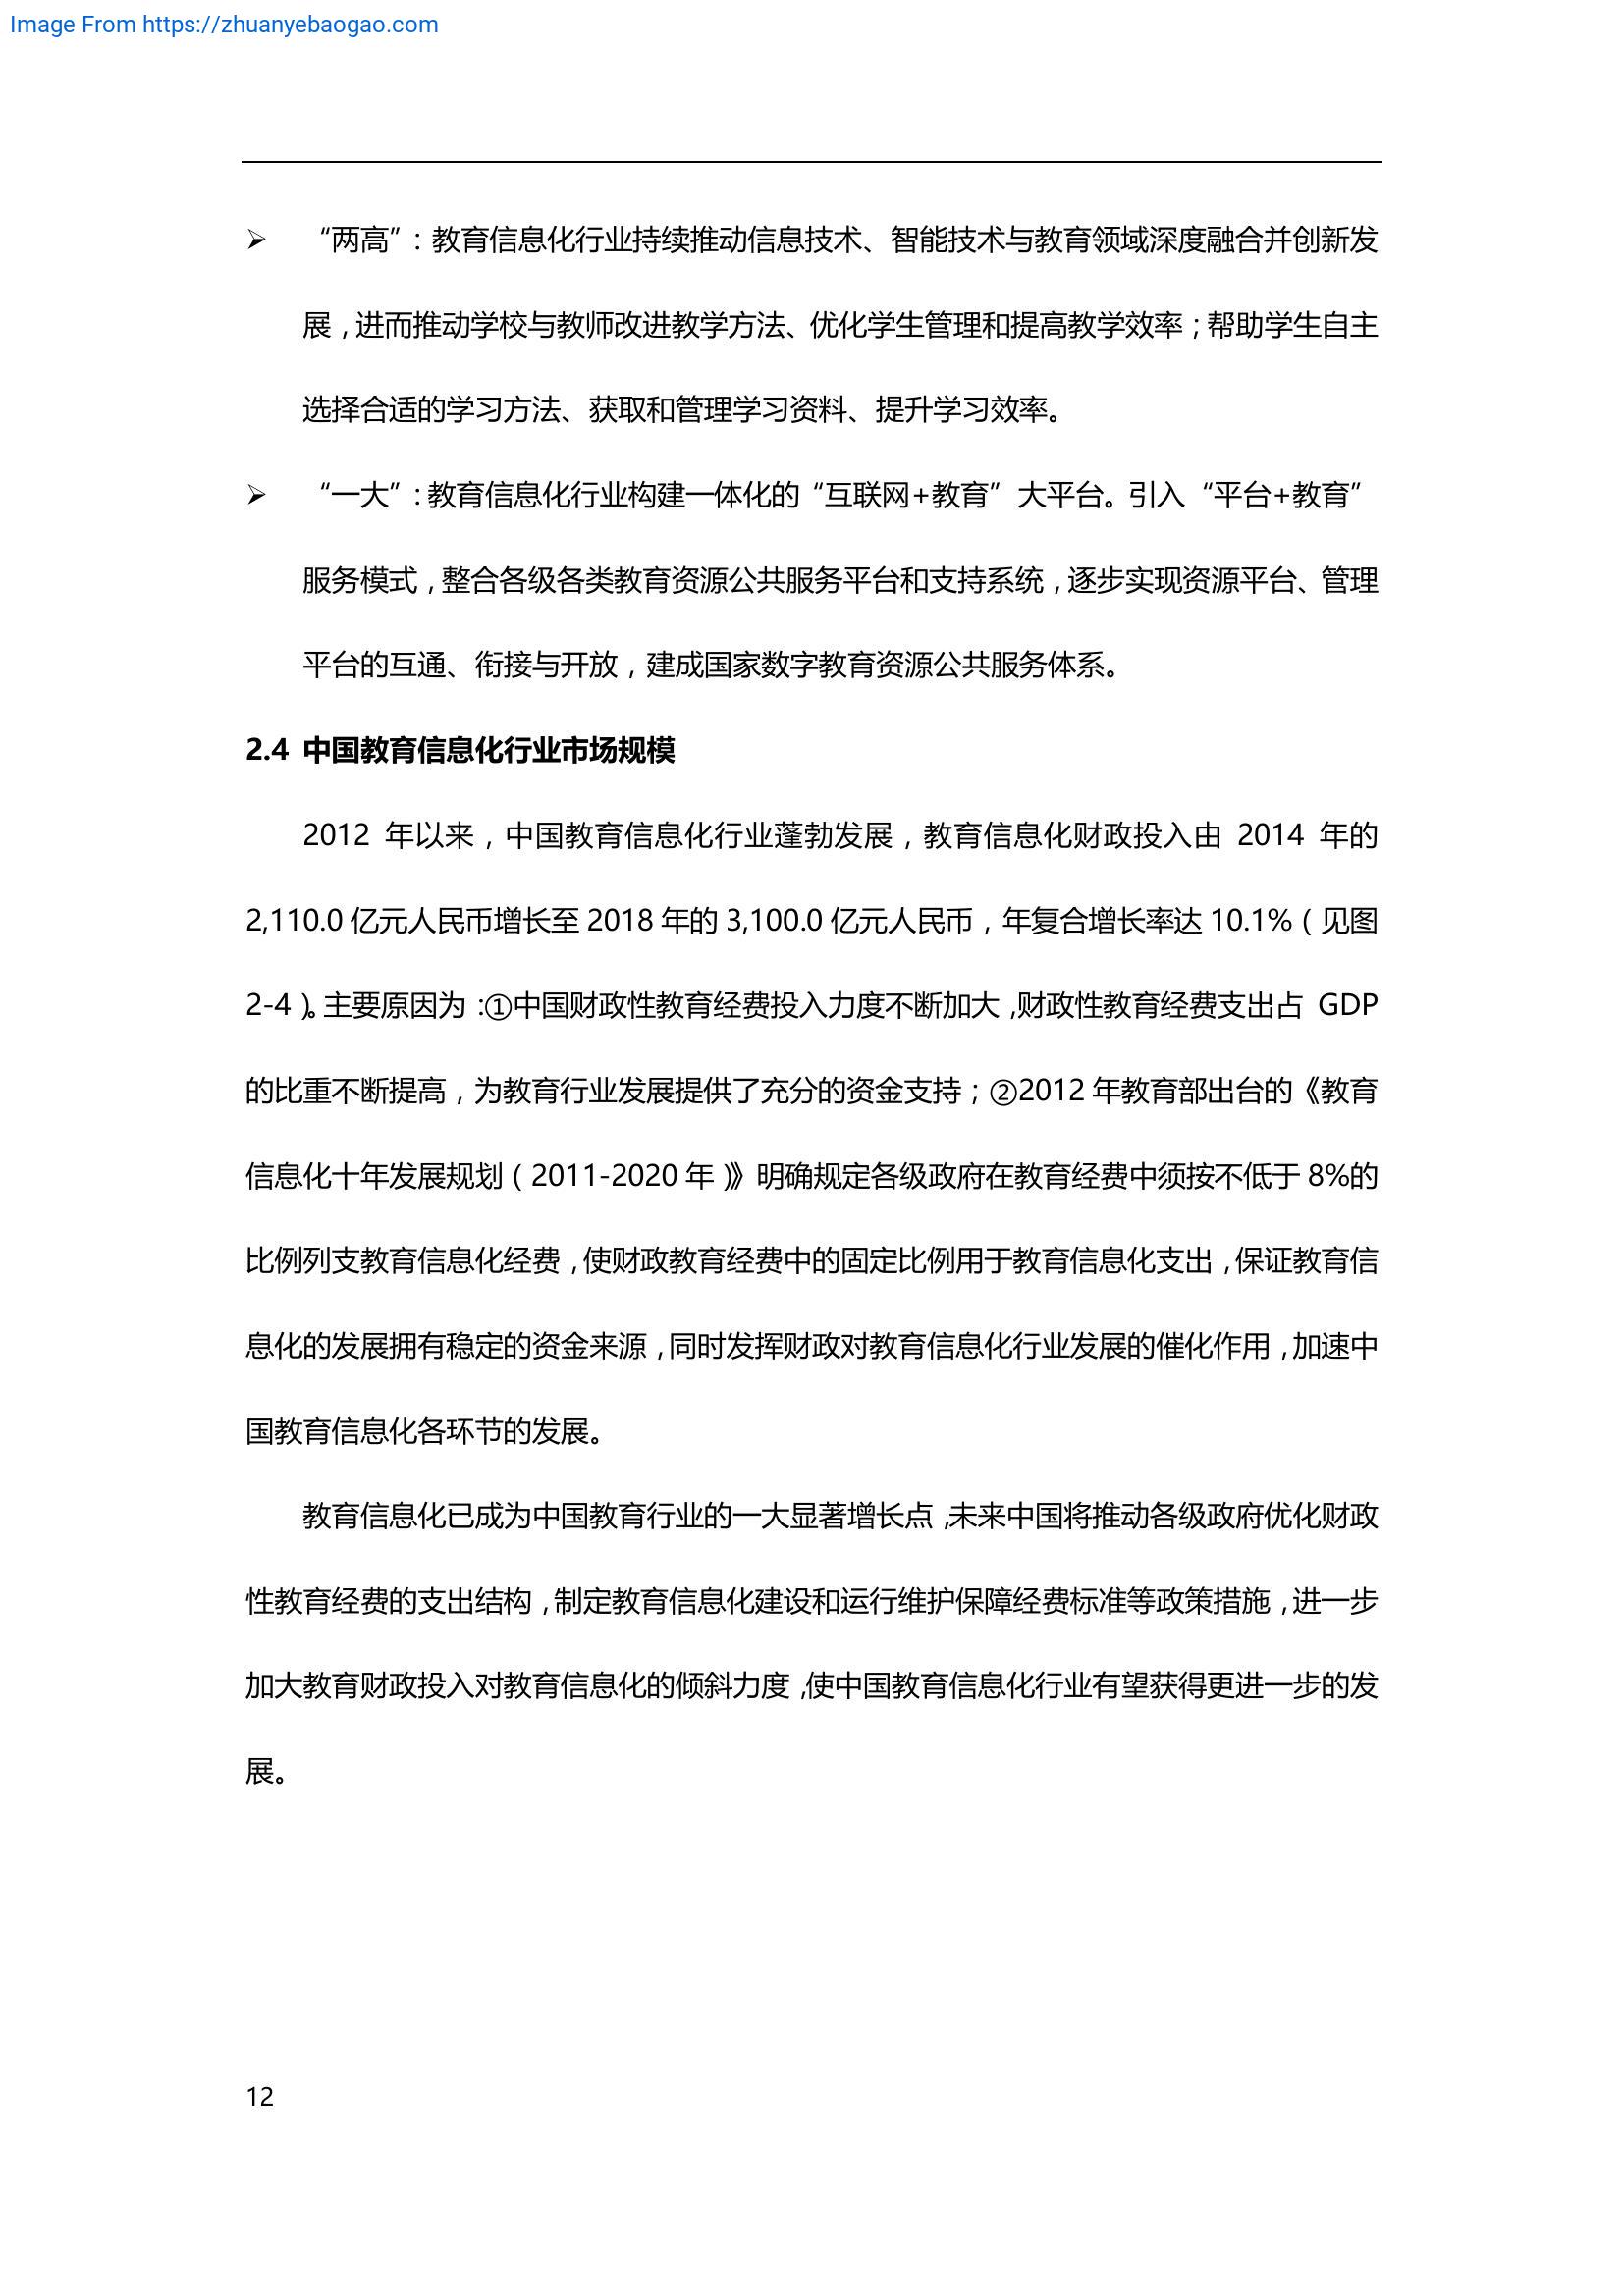 Image From https://zhuanyebaogao.com
➢ “两高”：教育信息化行业持续推动信息技术、智能技术与教育领域深度融合并创新发
展，进而推动学校与教师改进教学方法、优化学生管理和提高教学效率；帮助学生自主
选择合适的学习方法、获取和管理学习资料、提升学习效率。
➢ “一大”：教育信息化行业构建一体化的“互联网+教育”大平台。引入“平台+教育”
服务模式，整合各级各类教育资源公共服务平台和支持系统，逐步实现资源平台、管理
平台的互通、衔接与开放，建成国家数字教育资源公共服务体系。
2.4 中国教育信息化行业市场规模
2012 年以来，中国教育信息化行业蓬勃发展，教育信息化财政投入由 2014 年的
2,110.0 亿元人民币增长至 2018 年的 3,100.0 亿元人民币，年复合增长率达 10.1%（见图
2-4）。主要原因为：①中国财政性教育经费投入力度不断加大，财政性教育经费支出占 GDP
的比重不断提高，为教育行业发展提供了充分的资金支持；②2012 年教育部出台的《教育
信息化十年发展规划（2011-2020 年）》明确规定各级政府在教育经费中须按不低于 8%的
比例列支教育信息化经费，使财政教育经费中的固定比例用于教育信息化支出，保证教育信
息化的发展拥有稳定的资金来源，同时发挥财政对教育信息化行业发展的催化作用，加速中
国教育信息化各环节的发展。
教育信息化已成为中国教育行业的一大显著增长点，未来中国将推动各级政府优化财政
性教育经费的支出结构，制定教育信息化建设和运行维护保障经费标准等政策措施，进一步
加大教育财政投入对教育信息化的倾斜力度，使中国教育信息化行业有望获得更进一步的发
展。
12